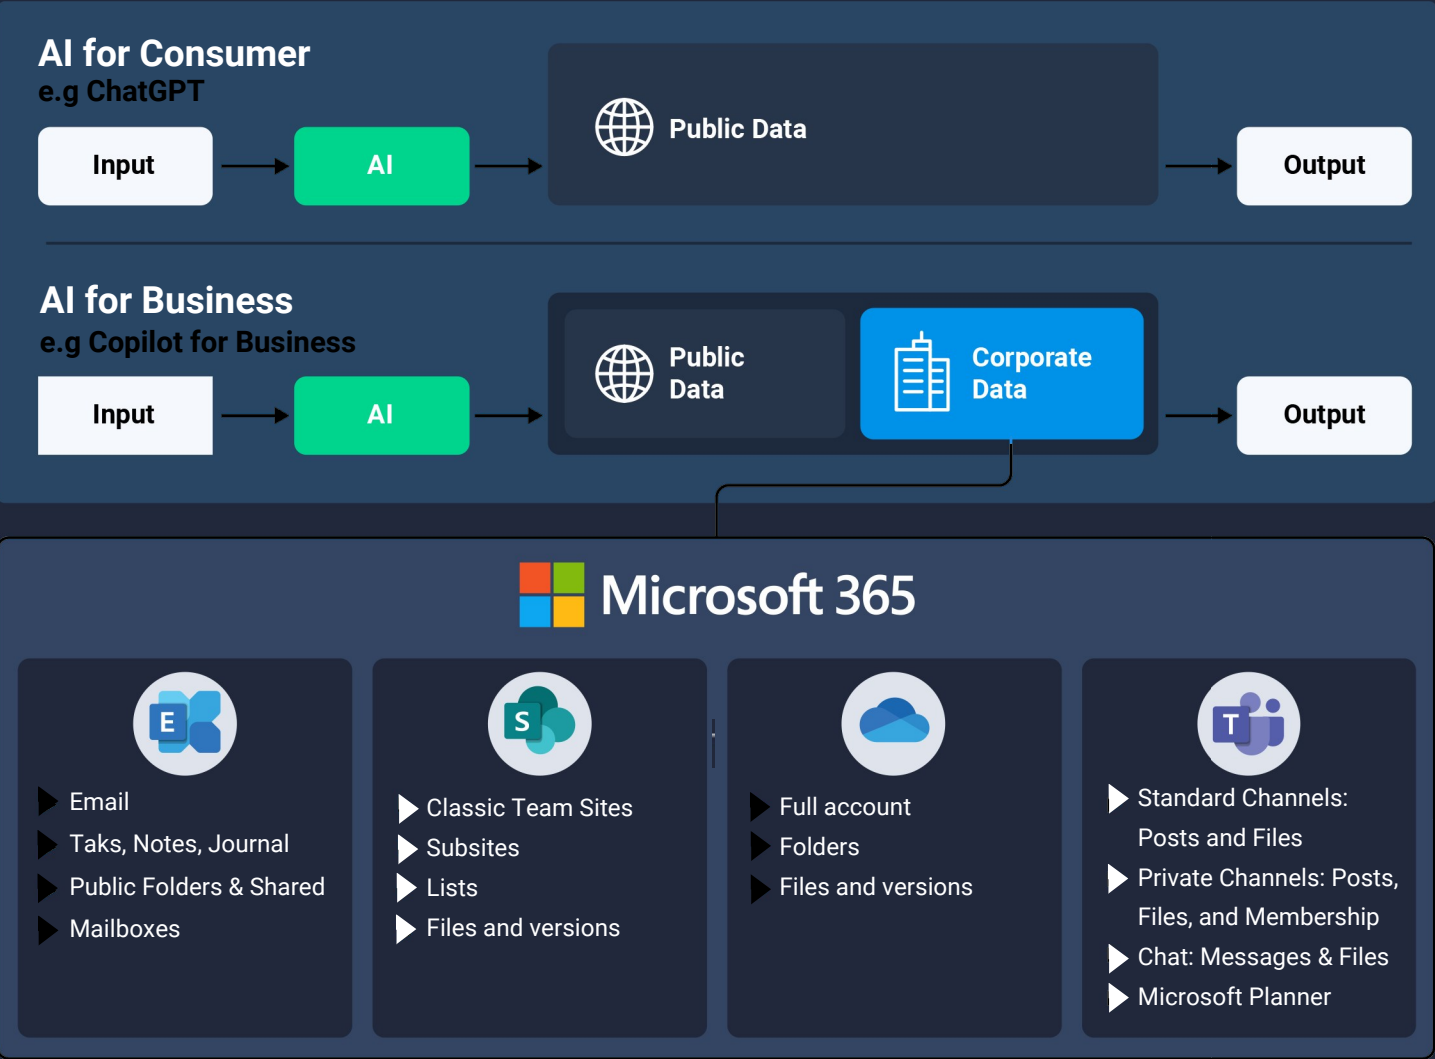 AI for Consumer
e.g ChatGPT
Input
AI
Public Data
Output
AI for Business
e.g Copilot for Business
Input
AI
Public
Data
Corporate
Data
Output
Microsoft 365
E
Email
Taks, Notes, Journal
Public Folders & Shared
Mailboxes
S
Classic Team Sites
Subsites
Lists
Files and versions
Full account
Folders
Files and versions
T
Standard Channels:
Posts and Files
Private Channels: Posts,
Files, and Membership
Chat: Messages & Files
Microsoft Planner